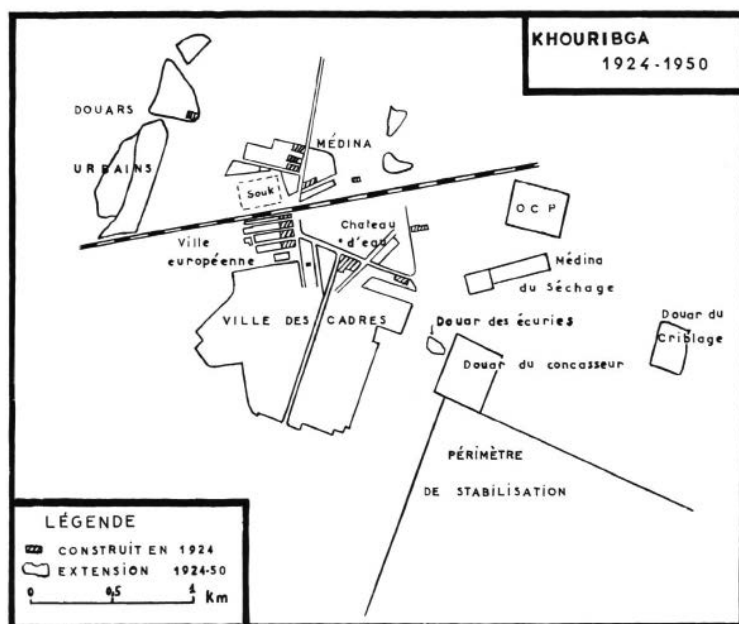 KHOURIBGA
1924-1950
DOUARS
URBAINS
MÉDINA
Souk
Ville
européenne
Chateau
d'eau
OCP
Médina
du Séchage
VILLE DES CADRES
Douar des écuries
Douar du
Criblage
Douar du concasseur
PÉRIMÈTRE
DE STABILISATION
LÉGENDE
CONSTRUIT EN 1924
EXTENSION 1924-50
0 0,5 1 Km